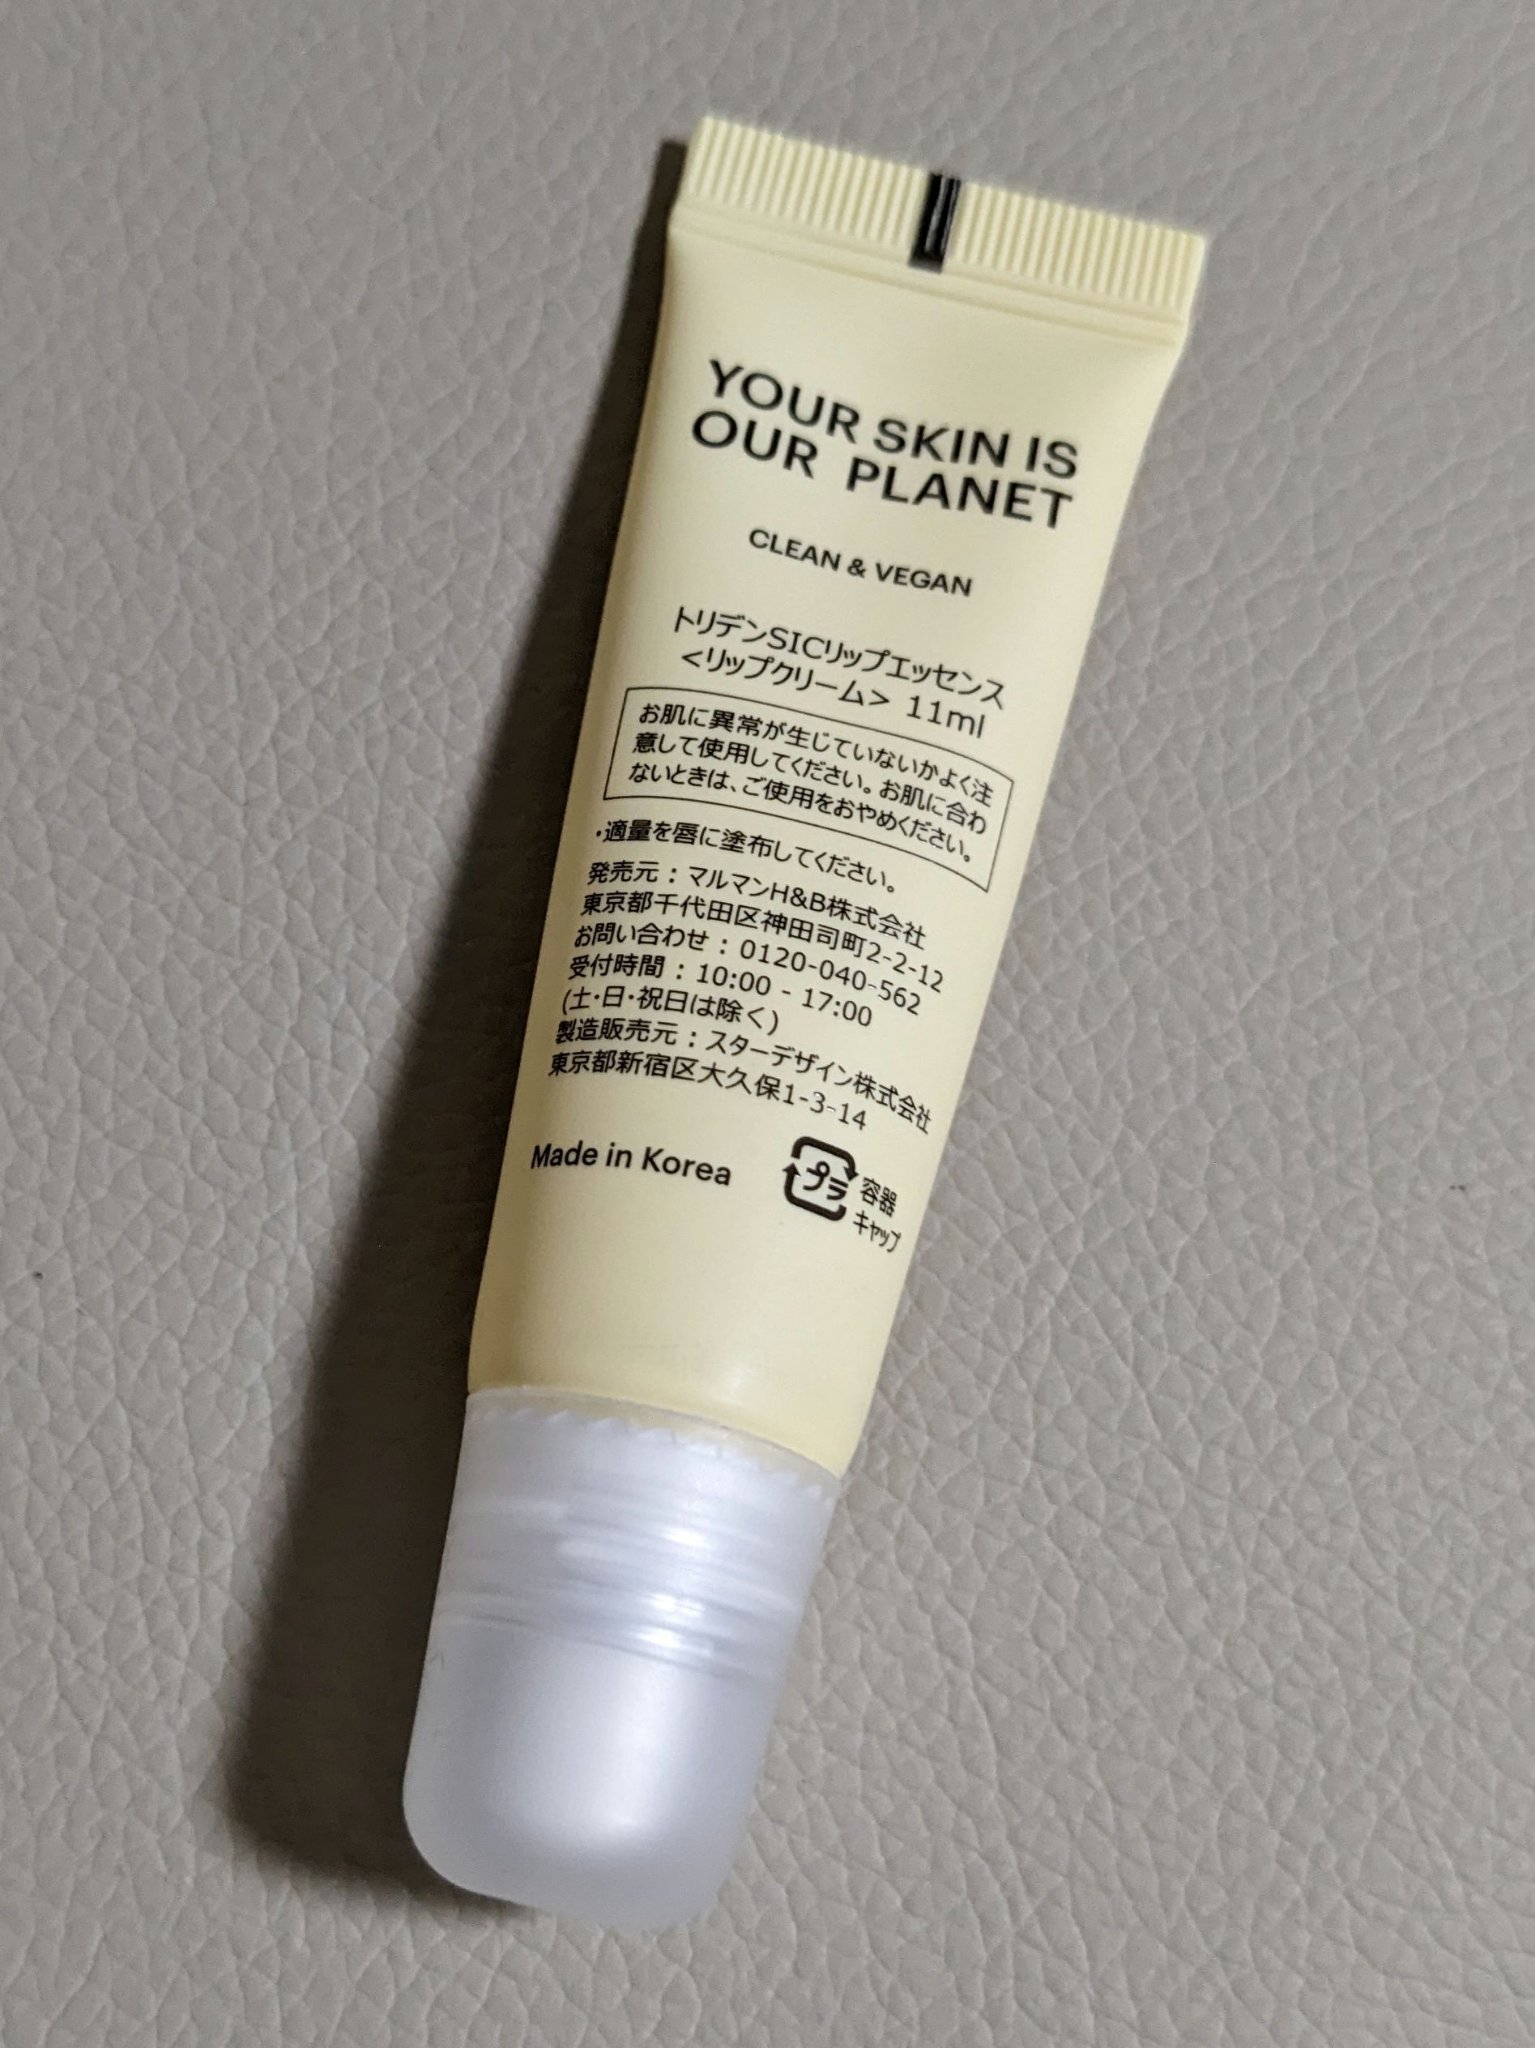 YOUR SKIN IS
OUR PLANET
CLEAN & VEGAN
トリデンSICリップエッセンス
<リップクリーム> 11ml
お肌に異常が生じていないかよく注
意して使用してください。お肌に合わ
ないときは、ご使用をおやめください。
・適量を唇に塗布してください。
発売元：マルマンH&B株式会社
東京都千代田区神田司町2-2-12
お問い合わせ：0120-040-562
受付時間：10:00 - 17:00
(土・日・祝日は除く)
製造販売元：スターデザイン株式会社
東京都新宿区大久保1-3-14
Made in Korea
プラ
容器
キャップ